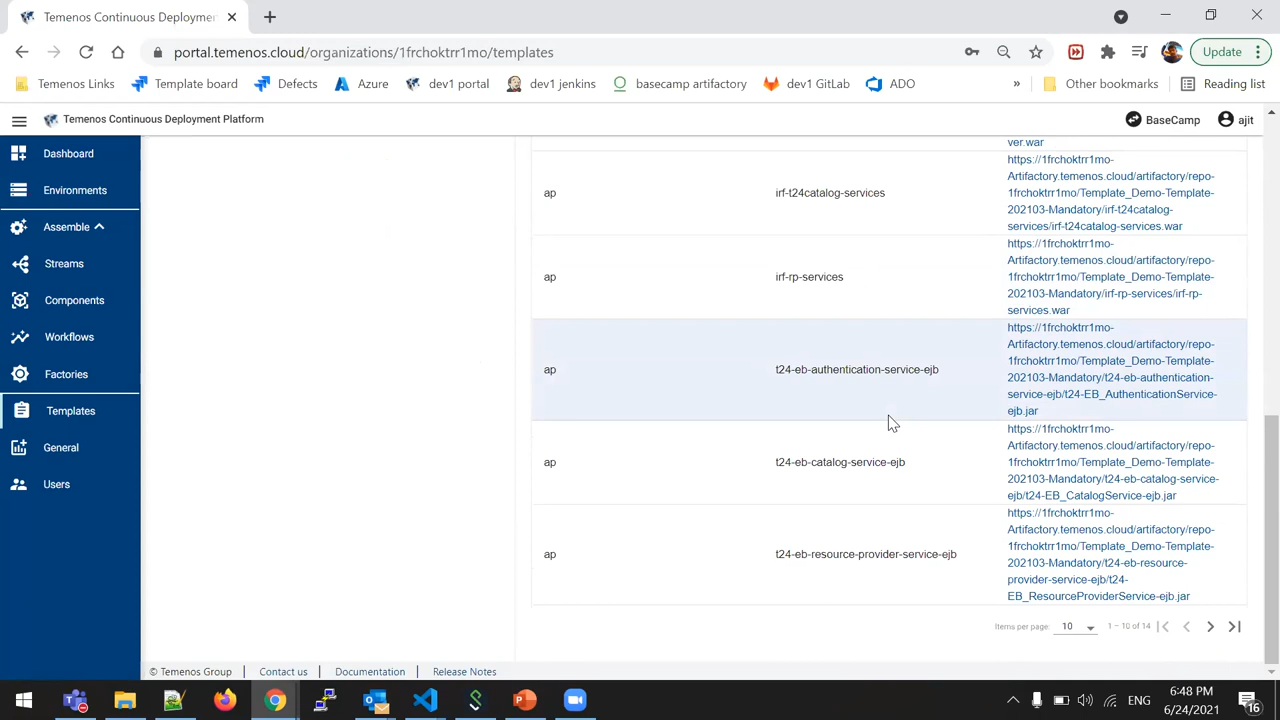 Temenos Continuous Deploymen
portal.temenos.cloud/organizations/1frchoktrr1mo/templates
Update
Temenos Links
Template board
Defects
Azure
dev1 portal
dev1 jenkins
basecamp artifactory
dev1 GitLab
ADO
»
Other bookmarks
Reading list
Temenos Continuous Deployment Platform
BaseCamp
ajit
Dashboard
Environments
Assemble
Streams
Components
Workflows
Factories
Templates
General
Users
ver.war
ap
irf-t24catalog-services
https://1frchoktrr1mo-
Artifactory.temenos.cloud/artifactory/repo-
1frchoktrr1mo/Template_Demo-Template-
202103-Mandatory/irf-t24catalog-
services/irf-t24catalog-services.war
ap
irf-rp-services
https://1frchoktrr1mo-
Artifactory.temenos.cloud/artifactory/repo-
1frchoktrr1mo/Template_Demo-Template-
202103-Mandatory/irf-rp-services/irf-rp-
services.war
ap
t24-eb-authentication-service-ejb
https://1frchoktrr1mo-
Artifactory.temenos.cloud/artifactory/repo-
1frchoktrr1mo/Template_Demo-Template-
202103-Mandatory/t24-eb-authentication-
service-ejb/t24-EB_AuthenticationService-
ejb.jar
ap
t24-eb-catalog-service-ejb
https://1frchoktrr1mo-
Artifactory.temenos.cloud/artifactory/repo-
1frchoktrr1mo/Template_Demo-Template-
202103-Mandatory/t24-eb-catalog-service-
ejb/t24-EB_CatalogService-ejb.jar
ap
t24-eb-resource-provider-service-ejb
https://1frchoktrr1mo-
Artifactory.temenos.cloud/artifactory/repo-
1frchoktrr1mo/Template_Demo-Template-
202103-Mandatory/t24-eb-resource-
provider-service-ejb/t24-
EB_ResourceProviderService-ejb.jar
Items per page: 10 1 – 10 of 14
© Temenos Group
Contact us
Documentation
Release Notes
ENG
6:48 PM
6/24/2021
16